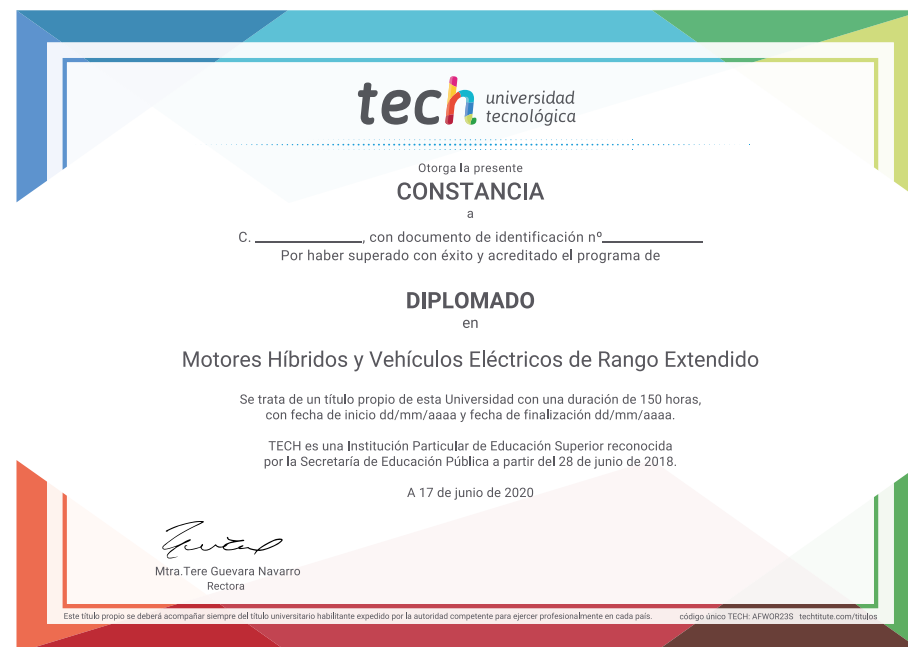 tech universidad
tecnológica
Otorga la presente
CONSTANCIA
a
C. ____________, con documento de identificación nº____________
Por haber superado con éxito y acreditado el programa de
DIPLOMADO
en
Motores Híbridos y Vehículos Eléctricos de Rango Extendido
Se trata de un título propio de esta Universidad con una duración de 150 horas,
con fecha de inicio dd/mm/aaaa y fecha de finalización dd/mm/aaaa.
TECH es una Institución Particular de Educación Superior reconocida
por la Secretaría de Educación Pública a partir del 28 de junio de 2018.
A 17 de junio de 2020
Mtra.Tere Guevara Navarro
Rectora
Este título propio se deberá acompañar siempre del título universitario habilitante expedido por la autoridad competente para ejercer profesionalmente en cada país. código único TECH: AFWOR23S techtitute.com/titulos